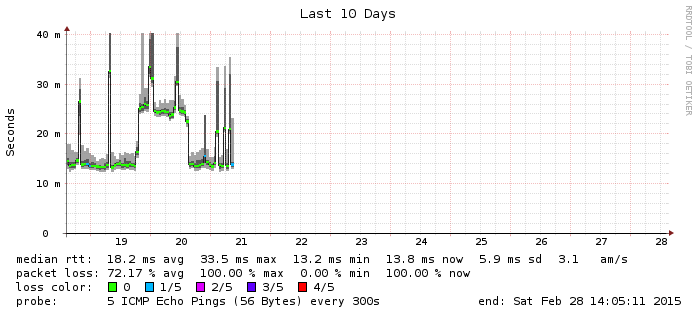 Last 10 Days
RRDTOOL / TOBI OETIKER
Seconds
40 m
30 m
20 m
10 m
0
19 20 21 22 23 24 25 26 27 28
median rtt: 18.2 ms avg 33.5 ms max 13.2 ms min 13.8 ms now 5.9 ms sd 3.1 am/s
packet loss: 72.17 % avg 100.00 % max 0.00 % min 100.00 % now
loss color: 0 1/5 2/5 3/5 4/5
probe: 5 ICMP Echo Pings (56 Bytes) every 300s end: Sat Feb 28 14:05:11 2015